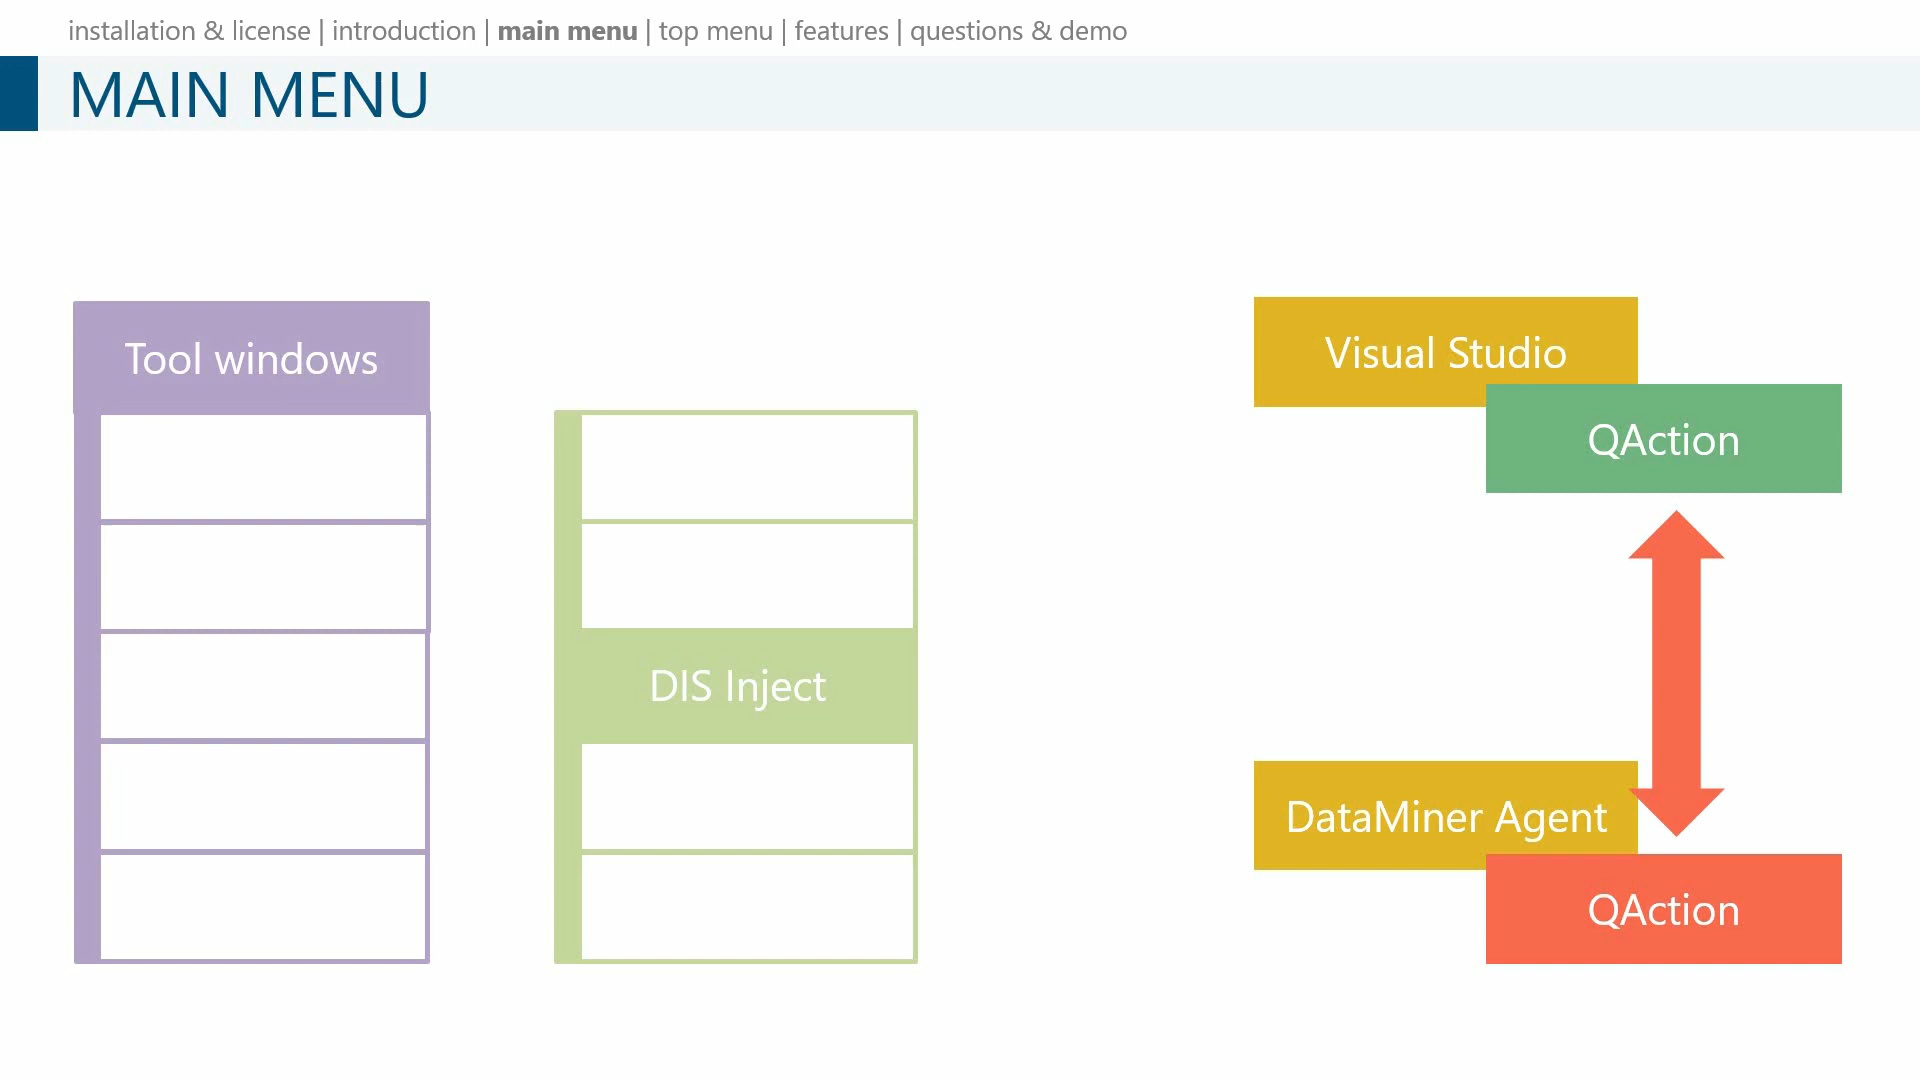 installation & license | introduction | main menu | top menu | features | questions & demo
MAIN MENU
Tool windows
DIS Inject
Visual Studio
QAction
DataMiner Agent
QAction